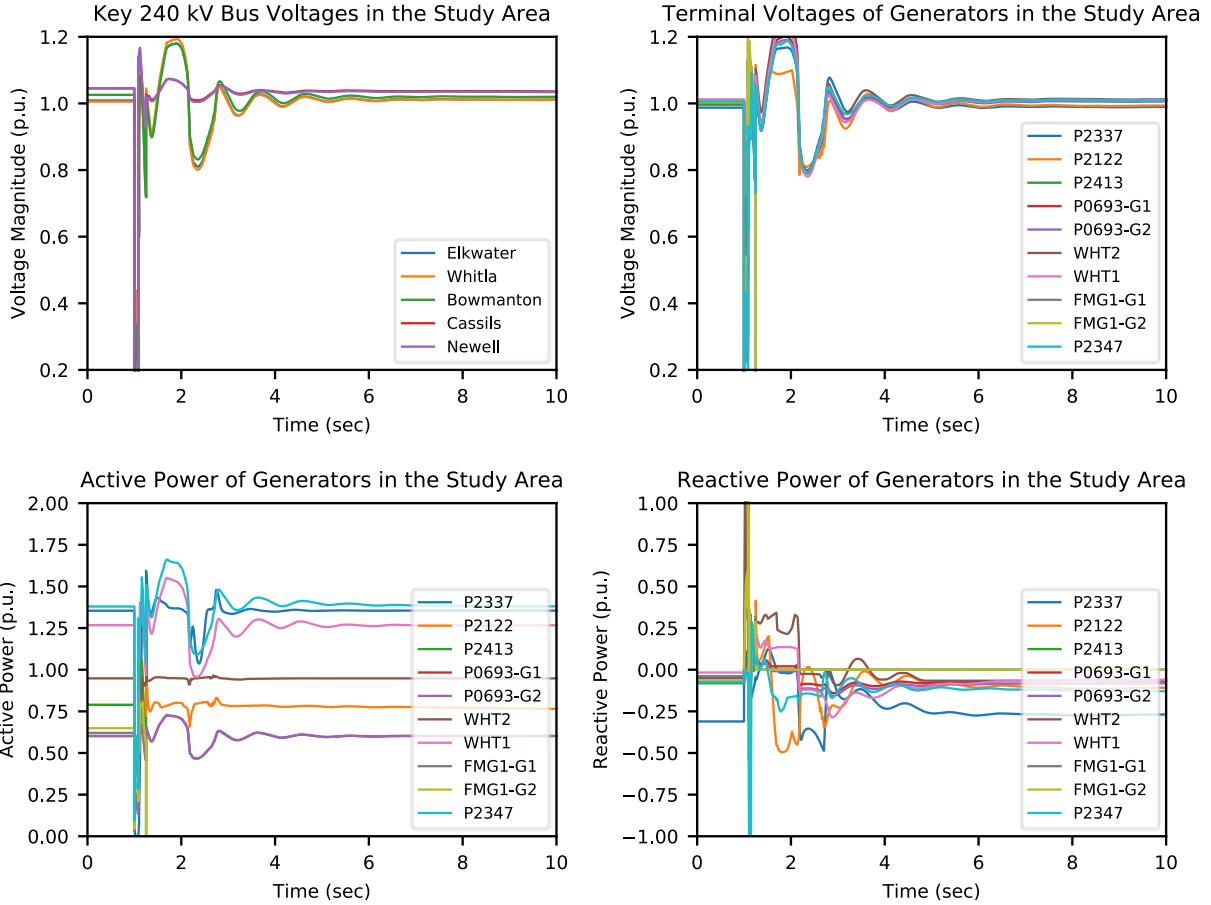 Key 240 kV Bus Voltages in the Study Area
Voltage Magnitude (p.u.)
1.2
1.0
0.8
0.6
0.4
0.2
Elkwater
Whitla
Bowmanton
Cassils
Newell
0 2 4 6 8 10
Time (sec)
Terminal Voltages of Generators in the Study Area
Voltage Magnitude (p.u.)
1.2
1.0
0.8
0.6
0.4
0.2
P2337
P2122
P2413
P0693-G1
P0693-G2
WHT2
WHT1
FMG1-G1
FMG1-G2
P2347
0 2 4 6 8 10
Time (sec)
Active Power of Generators in the Study Area
Active Power (p.u.)
2.00
1.75
1.50
1.25
1.00
0.75
0.50
0.25
0.00
P2337
P2122
P2413
P0693-G1
P0693-G2
WHT2
WHT1
FMG1-G1
FMG1-G2
P2347
0 2 4 6 8 10
Time (sec)
Reactive Power of Generators in the Study Area
Reactive Power (p.u.)
1.00
0.75
0.50
0.25
0.00
−0.25
−0.50
−0.75
−1.00
P2337
P2122
P2413
P0693-G1
P0693-G2
WHT2
WHT1
FMG1-G1
FMG1-G2
P2347
0 2 4 6 8 10
Time (sec)